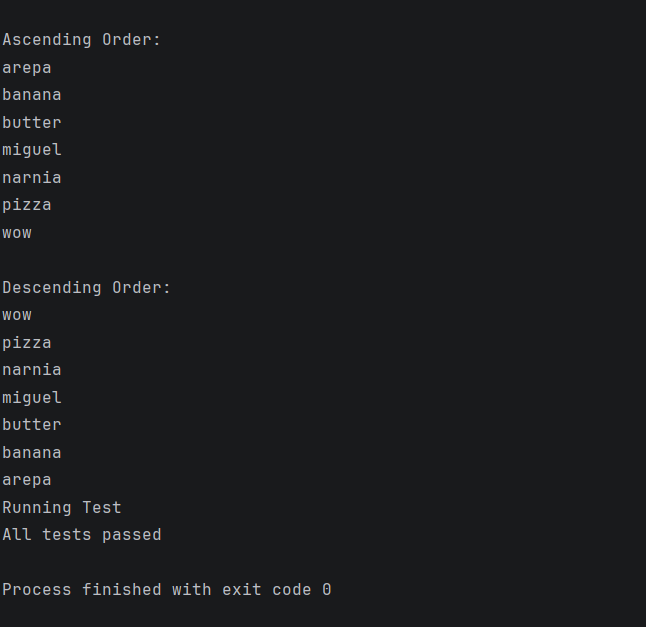 Ascending Order:
arepa
banana
butter
miguel
narnia
pizza
wow
Descending Order:
wow
pizza
narnia
miguel
butter
banana
arepa
Running Test
All tests passed
Process finished with exit code 0